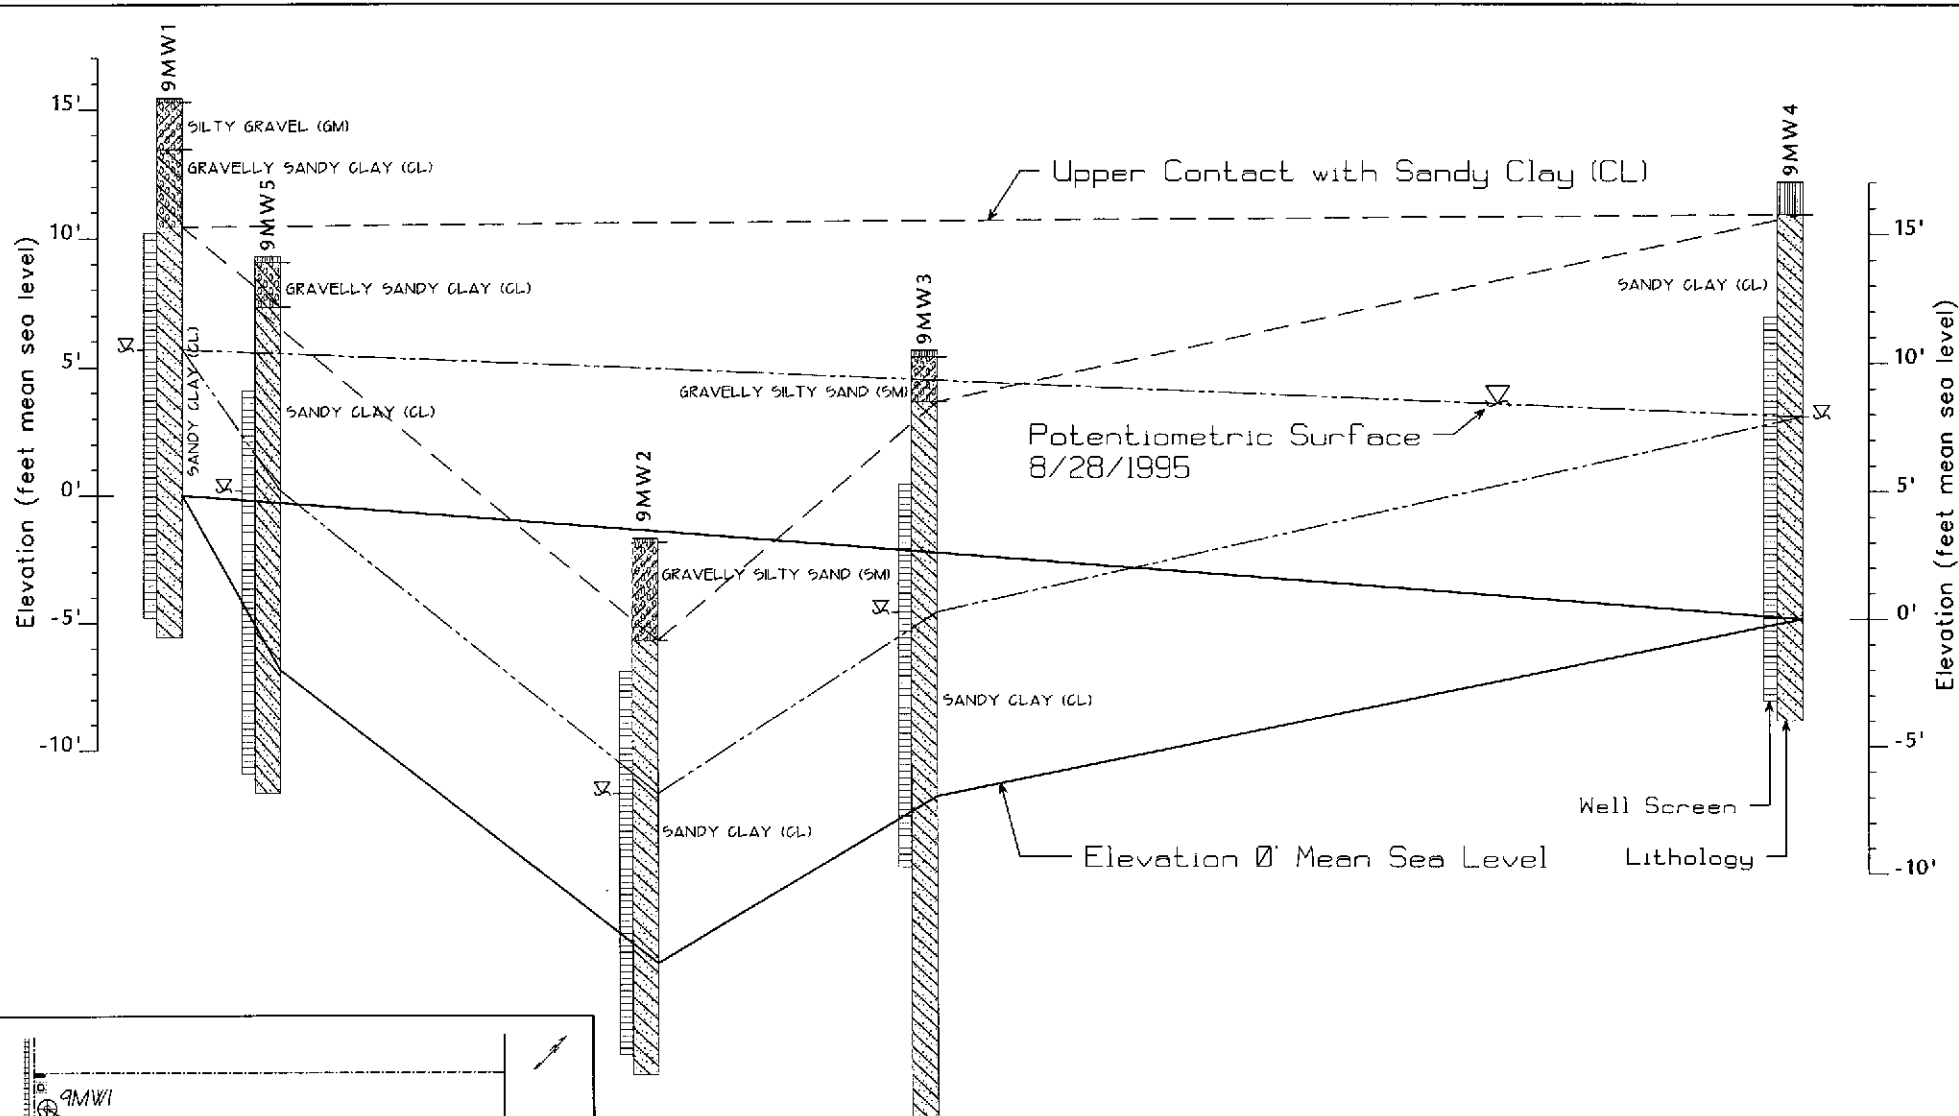 9MW1
15'
SILTY GRAVEL (GM)
GRAVELLY SANDY CLAY (CL)
9MW5
10'
GRAVELLY SANDY CLAY (CL)
5'
SANDY CLAY (CL)
SANDY CLAY (CL)
0'
-5'
-10'
Elevation (feet mean sea level)
9MW2
GRAVELLY SILTY SAND (SM)
SANDY CLAY (CL)
9MW3
GRAVELLY SILTY SAND (SM)
SANDY CLAY (CL)
Upper Contact with Sandy Clay (CL)
Potentiometric Surface
8/28/1995
Elevation 0' Mean Sea Level
9MW4
SANDY CLAY (CL)
Well Screen
Lithology
15'
10'
5'
0'
-5'
-10'
Elevation (feet mean sea level)
9MW1